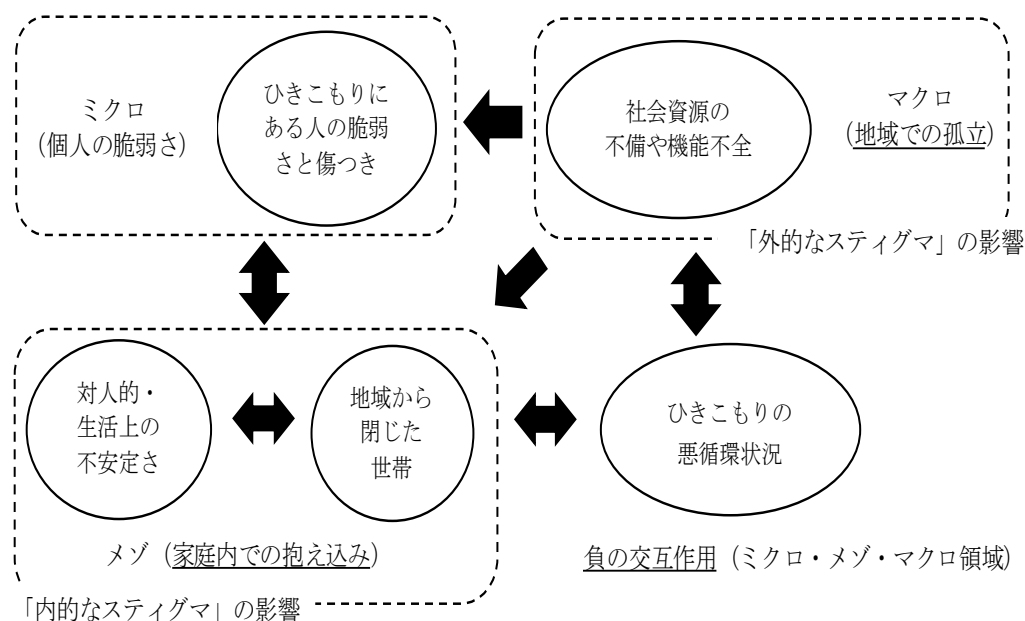 ミクロ
(個人の脆弱さ)
ひきこもりに
ある人の脆弱
さと傷つき
社会資源の
不備や機能不全
マクロ
(地域での孤立)
「外的なスティグマ」の影響
対人的・
生活上の
不安定さ
地域から
閉じた
世帯
ひきこもりの
悪循環状況
メゾ(家庭内での抱え込み)
負の交互作用(ミクロ・メゾ・マクロ領域)
「内的なスティグマ」の影響